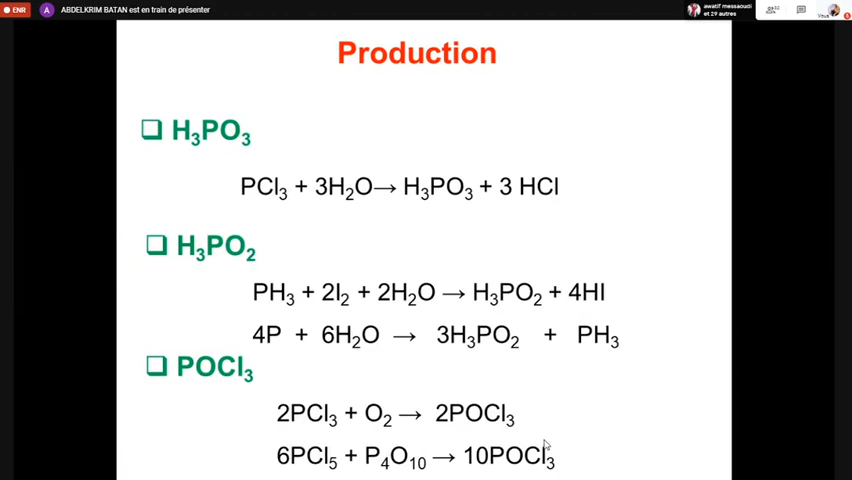 ENR
A ABDELKRIM BATAN est en train de présenter
awatif messaoudi
et 29 autres
Vous
Production
H₃PO₃
PCl₃ + 3H₂O→ H₃PO₃ + 3 HCl
H₃PO₂
PH₃ + 2I₂ + 2H₂O → H₃PO₂ + 4HI
4P + 6H₂O → 3H₃PO₂ + PH₃
POCl₃
2PCl₃ + O₂ → 2POCl₃
6PCl₅ + P₄O₁₀ → 10POCl₃